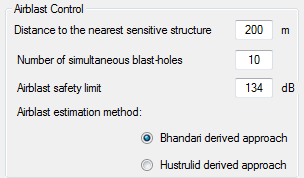 Airblast Control
Distance to the nearest sensitive structure 200 m
Number of simultaneous blast-holes 10
Airblast safety limit 134 dB
Airblast estimation method:
Bhandari derived approach
Hustrulid derived approach